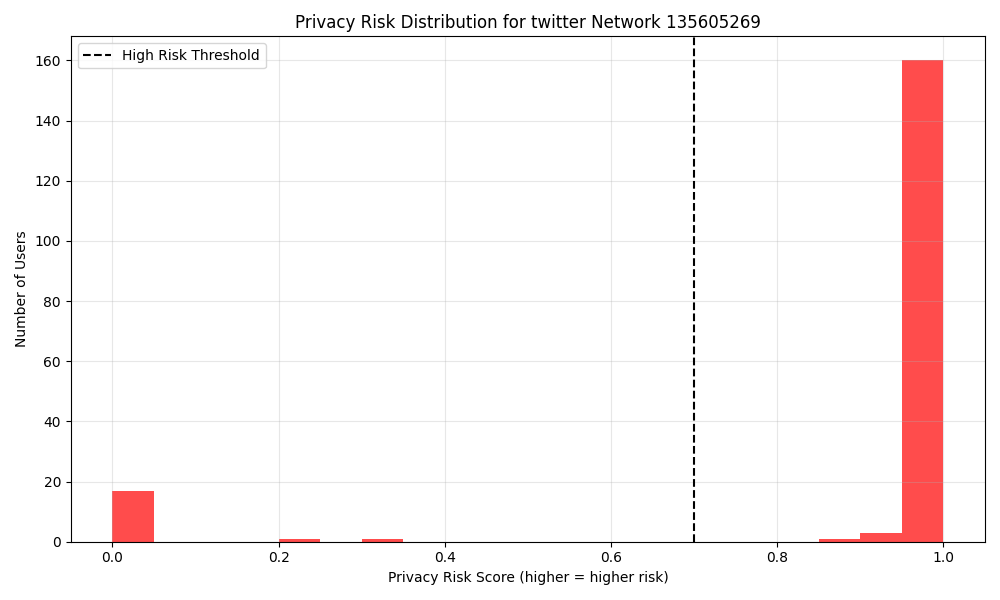 Privacy Risk Distribution for twitter Network 135605269
High Risk Threshold
160
140
120
100
80
60
40
20
0
Number of Users
0.0 0.2 0.4 0.6 0.8 1.0
Privacy Risk Score (higher = higher risk)